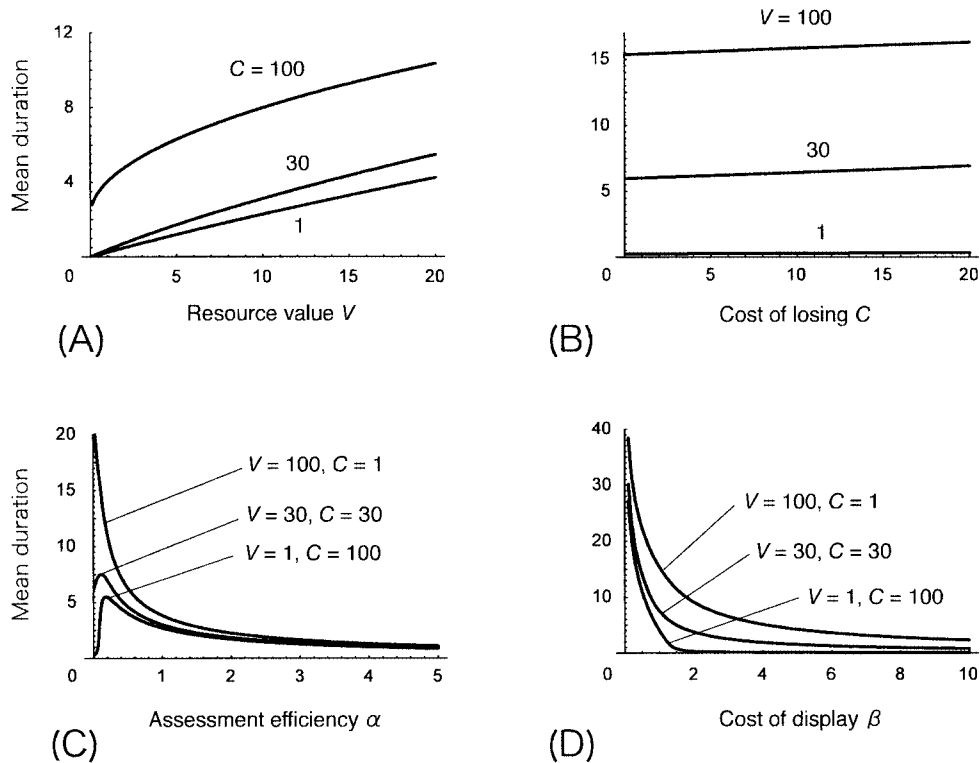 12
8
4
0
5
10
15
20
C = 100
30
1
Mean duration
Resource value V
(A)
V = 100
15
10
5
0
5
10
15
20
30
1
Cost of losing C
(B)
20
15
10
5
0
1
2
3
4
5
V = 100, C = 1
V = 30, C = 30
V = 1, C = 100
Mean duration
Assessment efficiency α
(C)
40
30
20
10
0
2
4
6
8
10
V = 100, C = 1
V = 30, C = 30
V = 1, C = 100
Cost of display β
(D)